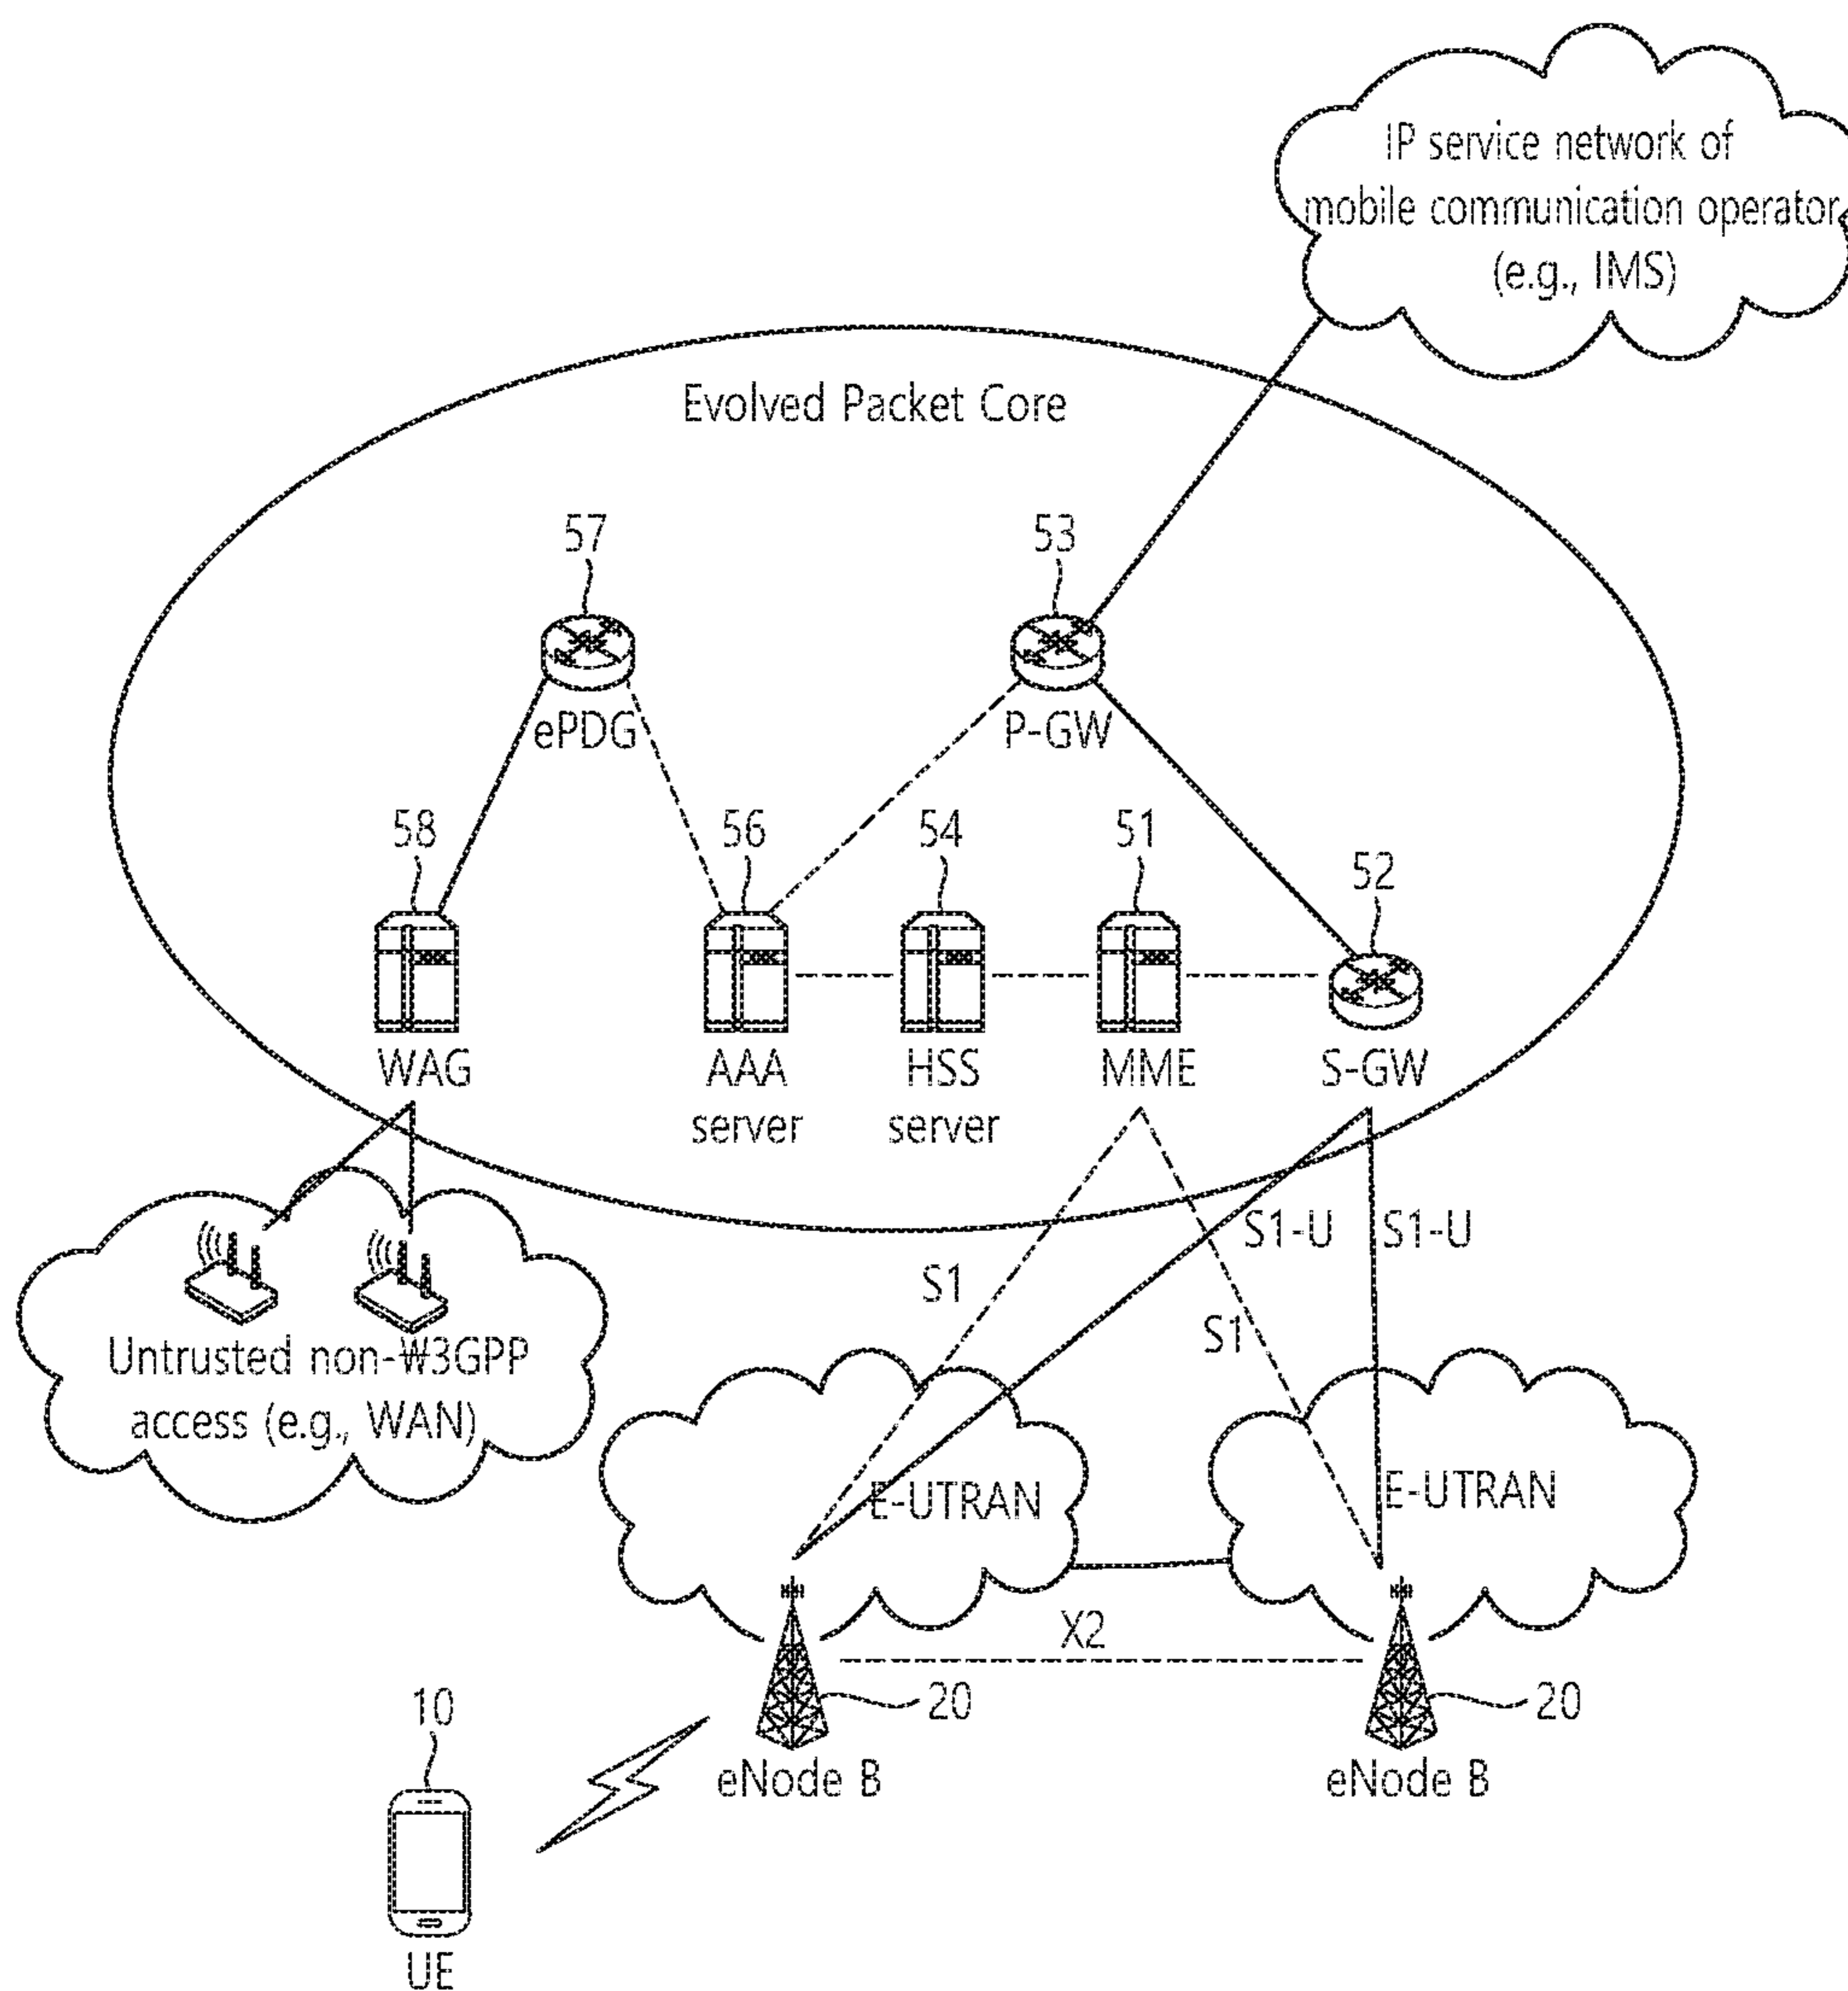 IP service network of
mobile communication operator
(e.g., IMS)
Evolved Packet Core
57
53
ePDG
P-GW
58
56
54
51
52
WAG
AAA
server
HSS
server
MME
S-GW
S1-U
S1-U
S1
S1
Untrusted non-₩3GPP
access (e.g., WAN)
E-UTRAN
E-UTRAN
X2
20
20
eNode B
eNode B
10
UE